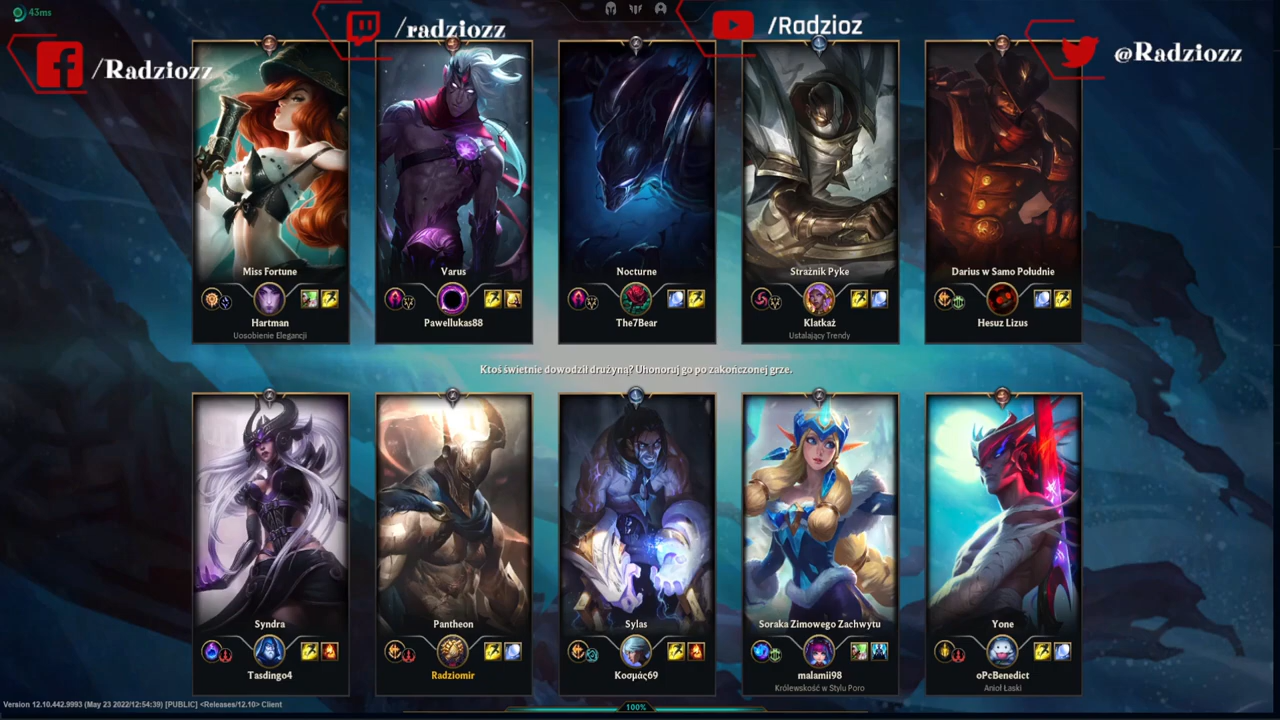 43ms
/Radziozz
/radziozz
/Radzioz
@Radziozz
Miss Fortune
Hartman
Uosobienie Elegancji
Varus
Pawellukas88
Nocturne
The7Bear
Strażnik Pyke
Klatkaż
Ustalający Trendy
Darius w Samo Południe
Hesuz Lizus
Ktoś świetnie dowodził drużyną? Uhonoruj go po zakończonej grze.
Syndra
Tasdingo4
Pantheon
Radziomir
Sylas
Κοσμάς69
Soraka Zimowego Zachwytu
malamii98
Królewskość w Stylu Poro
Yone
oPcBenedict
Anioł Łaski
Version 12.10.442.9993 (May 23 2022/12:54:39) [PUBLIC] <Releases/12.10> Client
100%